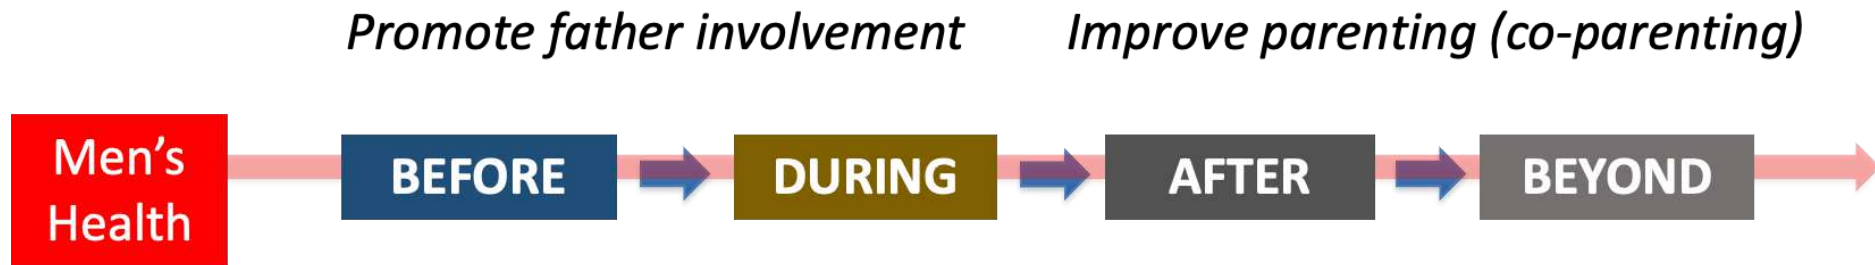 Promote father involvement
Improve parenting (co-parenting)
Men's
Health
BEFORE
DURING
AFTER
BEYOND